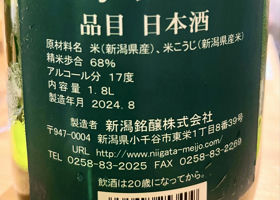 品目 日本酒
原材料名 米(新潟県産)、米こうじ(新潟県産米)
精米歩合 68%
アルコール分 17度
内容量 1.8L
製造年月 2024.8
製造者 新潟銘醸株式会社
〒947-0004 新潟県小千谷市東栄1丁目8番39号
URL http://www.niigata-meijo.com/
TEL 0258-83-2025 FAX 0258-83-2269
飲酒は20歳になってから。